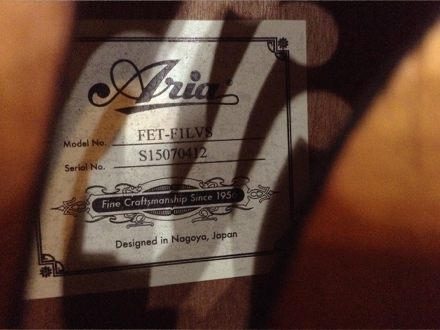 Aria
Model No. FET-F1LVS
Serial No. S15070412
Fine Craftsmanship Since 1956
Designed in Nagoya, Japan